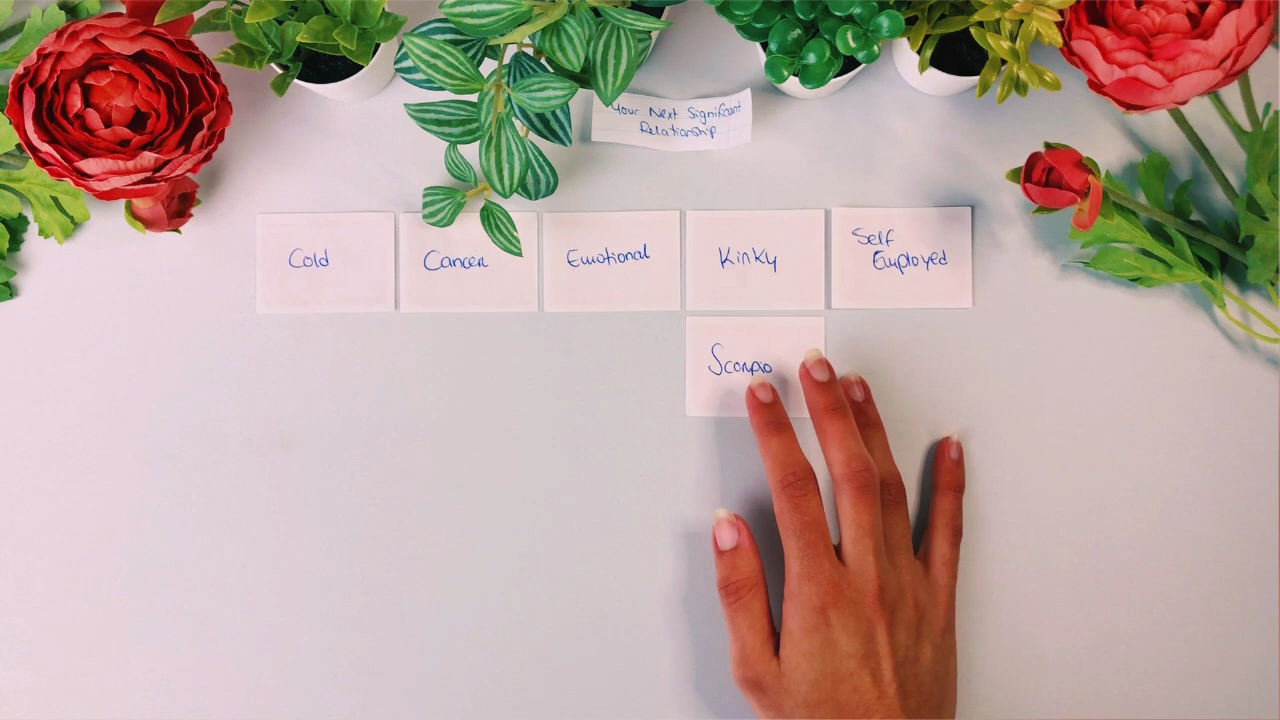 Your Next Significant
Relationship
Cold
Cancer
Emotional
Kinky
Self
Employed
Scorpio